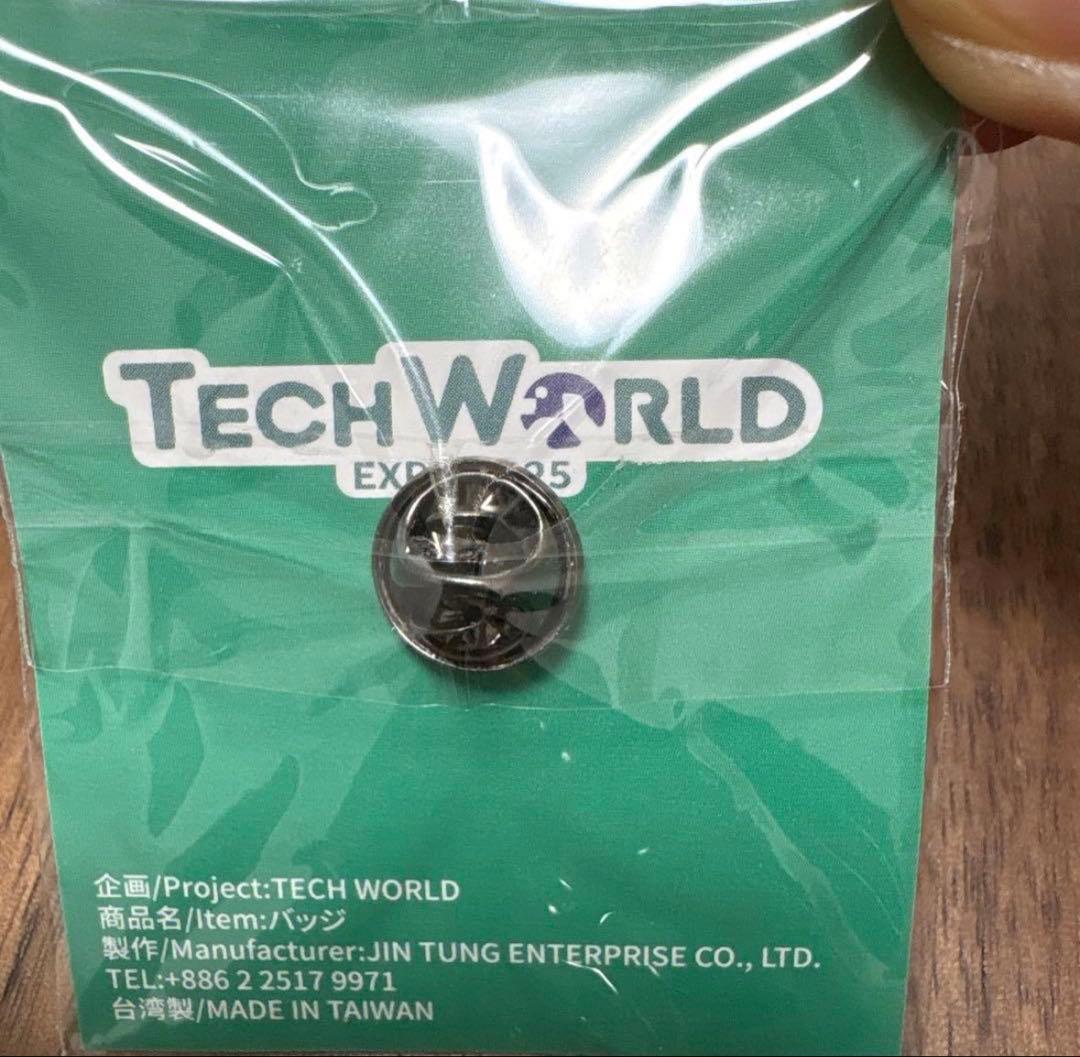 TECH WORLD
企画/Project:TECH WORLD
商品名/Item:バッジ
製作/Manufacturer:JIN TUNG ENTERPRISE CO., LTD.
TEL:+886 2 2517 9971
台湾製/MADE IN TAIWAN